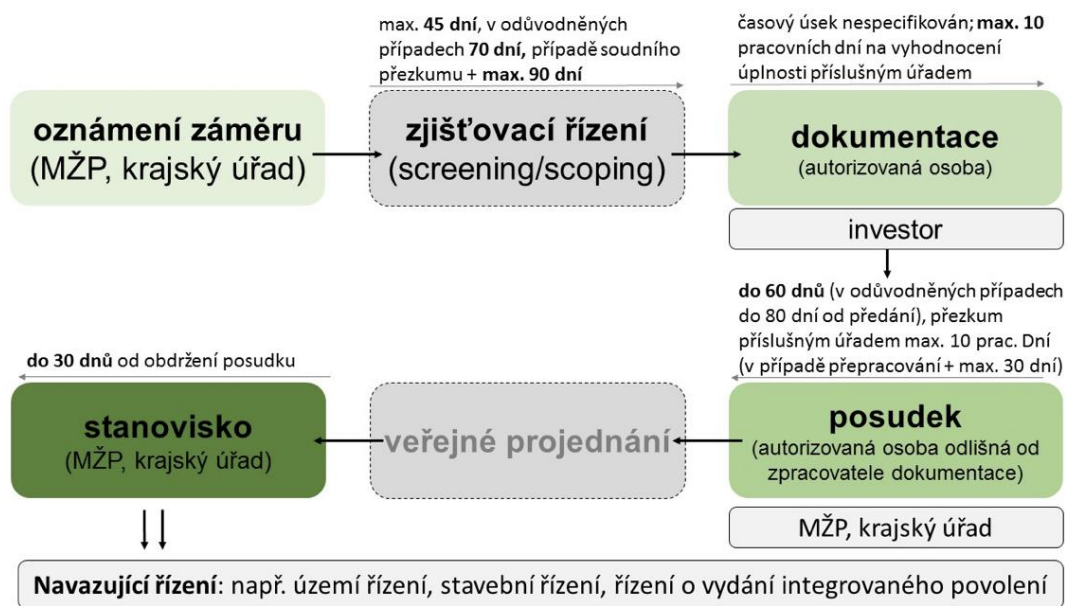 max. 45 dní, v odůvodněných
případech 70 dní, případě soudního
přezkumu + max. 90 dní
časový úsek nespecifikován; max. 10
pracovních dní na vyhodnocení
úplnosti příslušným úřadem
oznámení záměru
(MŽP, krajský úřad)
zjišťovací řízení
(screening/scoping)
dokumentace
(autorizovaná osoba)
investor
do 60 dnů (v odůvodněných případech
do 80 dní od předání), přezkum
příslušným úřadem max. 10 prac. Dní
(v případě přepracování + max. 30 dní)
do 30 dnů od obdržení posudku
stanovisko
(MŽP, krajský úřad)
veřejné projednání
posudek
(autorizovaná osoba odlišná od
zpracovatele dokumentace)
MŽP, krajský úřad
Navazující řízení: např. území řízení, stavební řízení, řízení o vydání integrovaného povolení